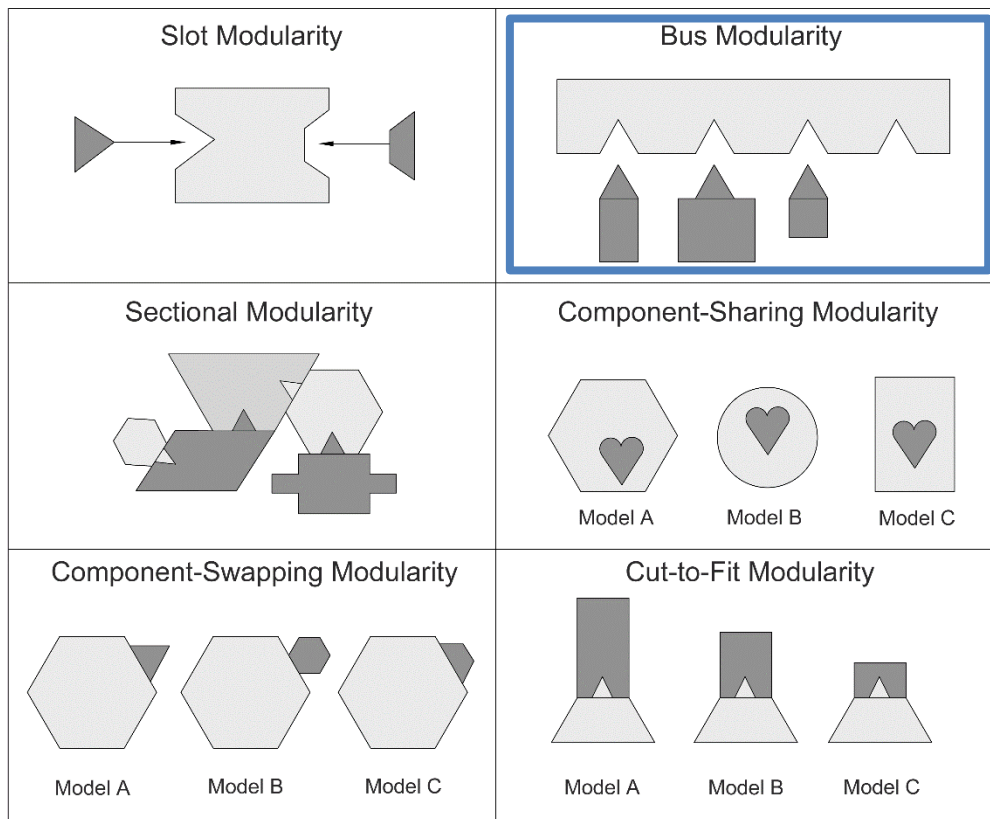 Slot Modularity
Bus Modularity
Sectional Modularity
Component-Sharing Modularity
Model A
Model B
Model C
Component-Swapping Modularity
Model A
Model B
Model C
Cut-to-Fit Modularity
Model A
Model B
Model C